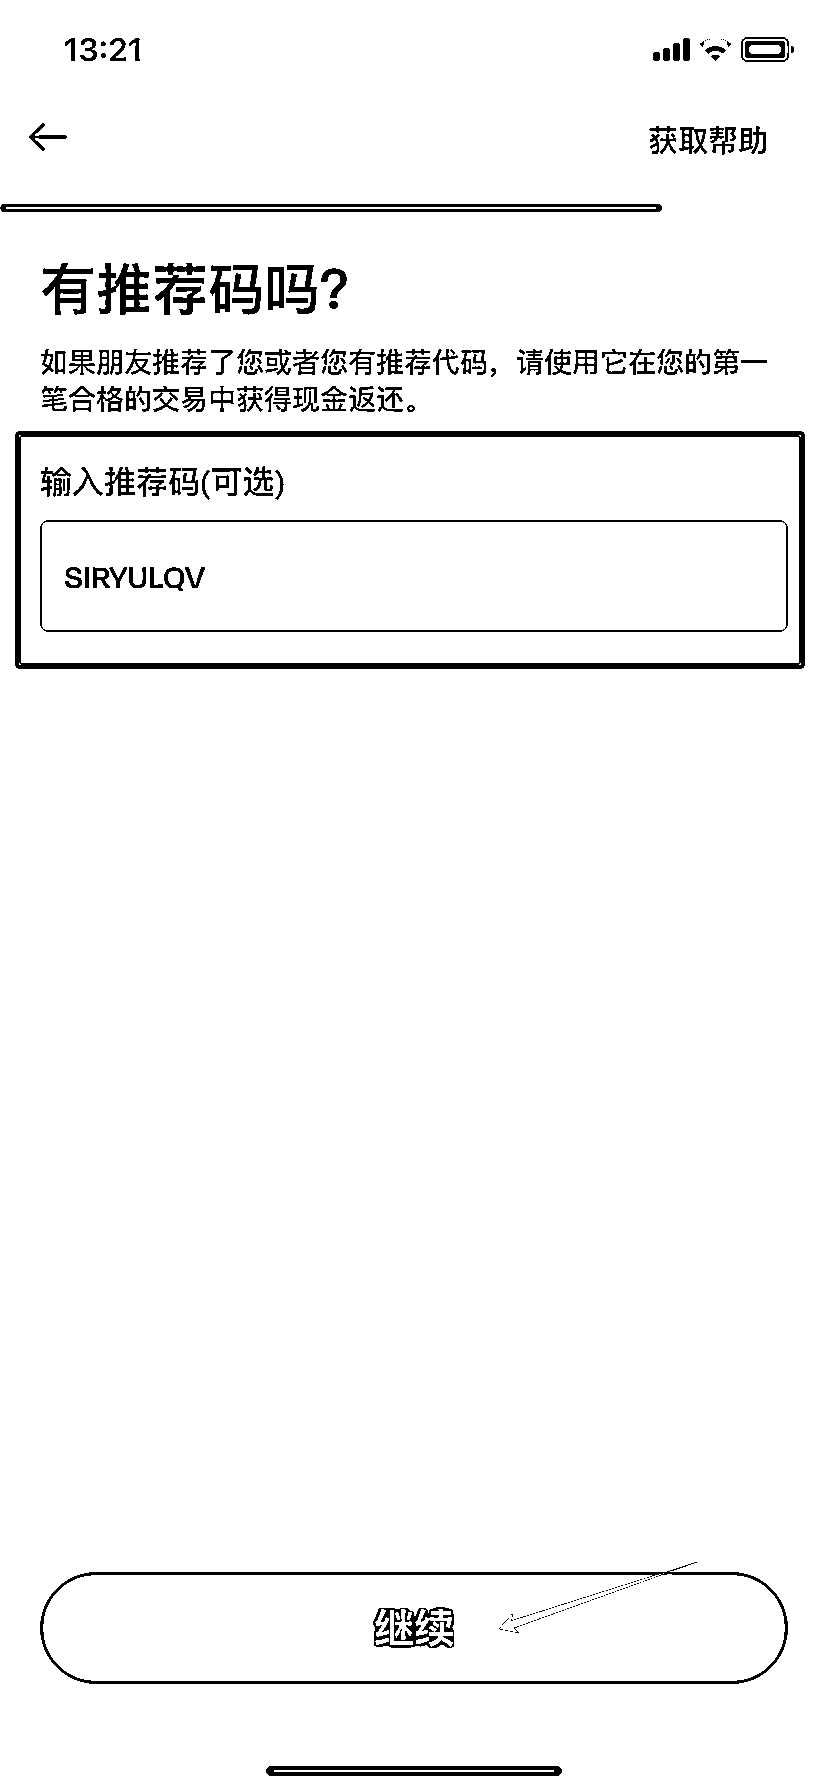 13:21
获取帮助
有推荐码吗?
如果朋友推荐了您或者您有推荐代码，请使用它在您的第一
笔合格的交易中获得现金返还。
输入推荐码(可选)
SIRYULQV
继续